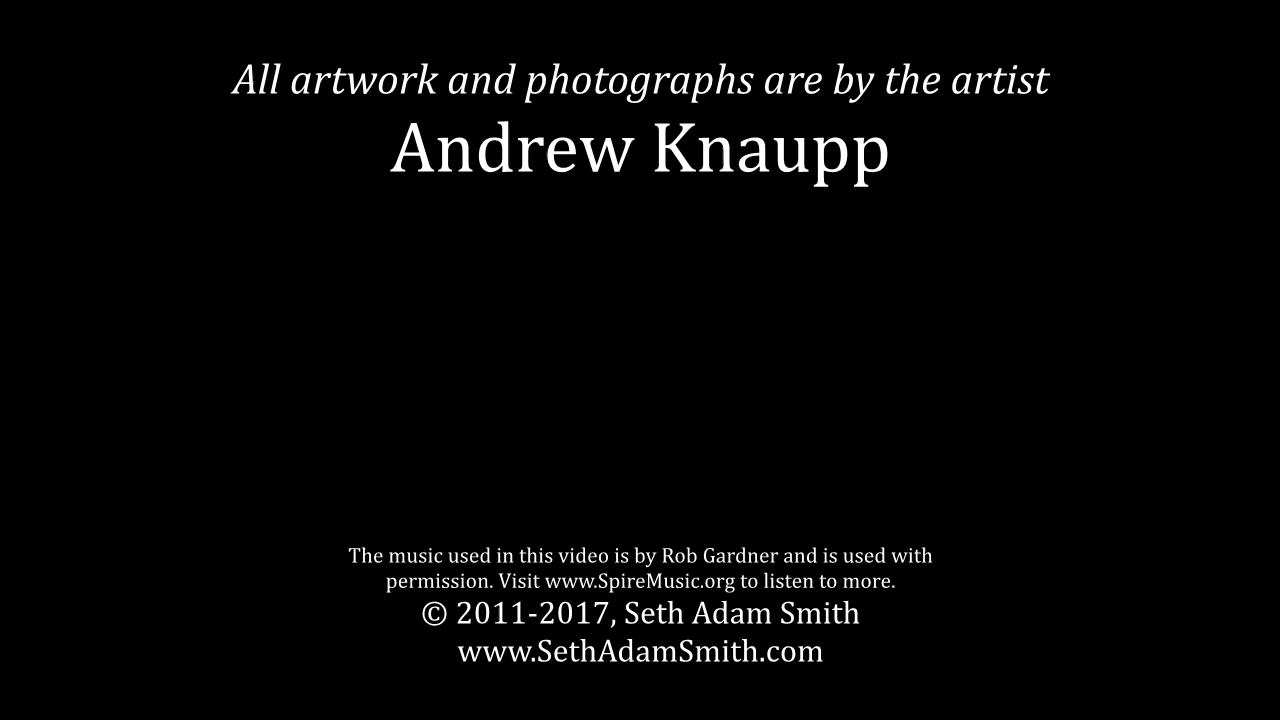 All artwork and photographs are by the artist
Andrew Knaupp
The music used in this video is by Rob Gardner and is used with
permission. Visit www.SpireMusic.org to listen to more.
© 2011-2017, Seth Adam Smith
www.SethAdamSmith.com